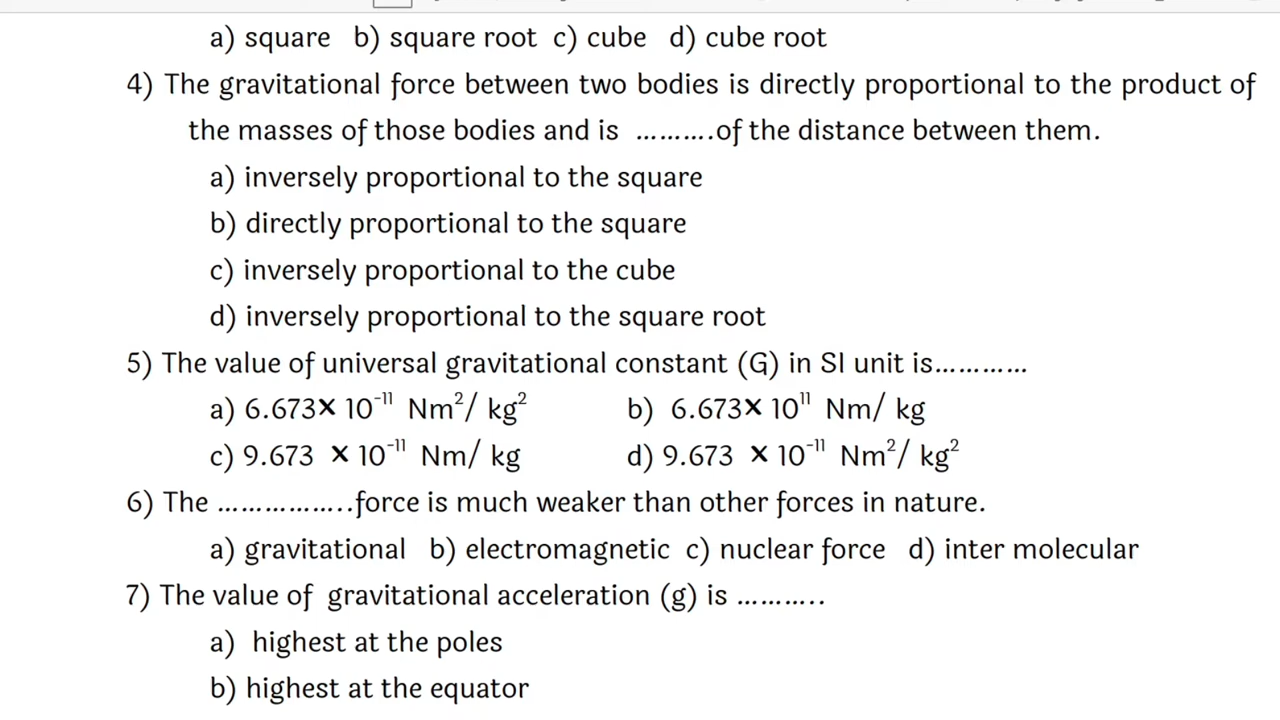 a) square b) square root c) cube d) cube root
4) The gravitational force between two bodies is directly proportional to the product of
the masses of those bodies and is ……….of the distance between them.
a) inversely proportional to the square
b) directly proportional to the square
c) inversely proportional to the cube
d) inversely proportional to the square root
5) The value of universal gravitational constant (G) in SI unit is…………
a) 6.673× 10⁻¹¹ Nm²/ kg² b) 6.673× 10¹¹ Nm/ kg
c) 9.673 × 10⁻¹¹ Nm/ kg d) 9.673 × 10⁻¹¹ Nm²/ kg²
6) The ……………..force is much weaker than other forces in nature.
a) gravitational b) electromagnetic c) nuclear force d) inter molecular
7) The value of gravitational acceleration (g) is ………..
a) highest at the poles
b) highest at the equator